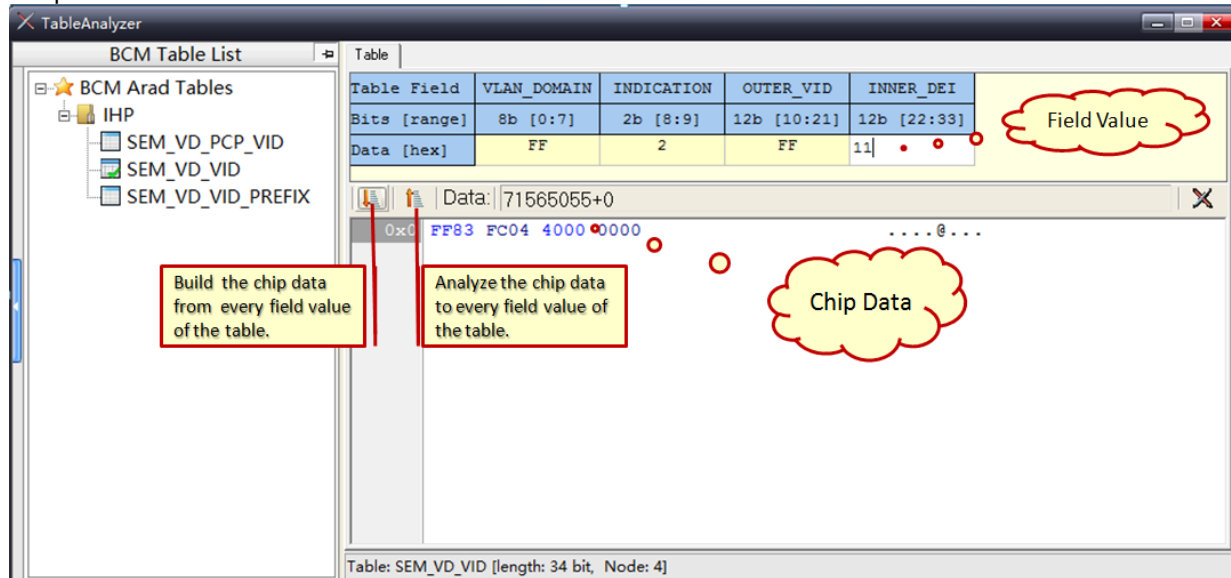 TableAnalyzer
BCM Table List
BCM Arad Tables
IHP
SEM_VD_PCP_VID
SEM_VD_VID
SEM_VD_VID_PREFIX
Table
Table Field VLAN_DOMAIN INDICATION OUTER_VID INNER_DEI
Bits [range] 8b [0:7] 2b [8:9] 12b [10:21] 12b [22:33]
Data [hex] FF 2 FF 11
Field Value
Data: 71565055+0
0x0 FF83 FC04 4000 0000 ....@...
Build the chip data
from every field value
of the table.
Analyze the chip data
to every field value of
the table.
Chip Data
Table: SEM_VD_VID [length: 34 bit, Node: 4]